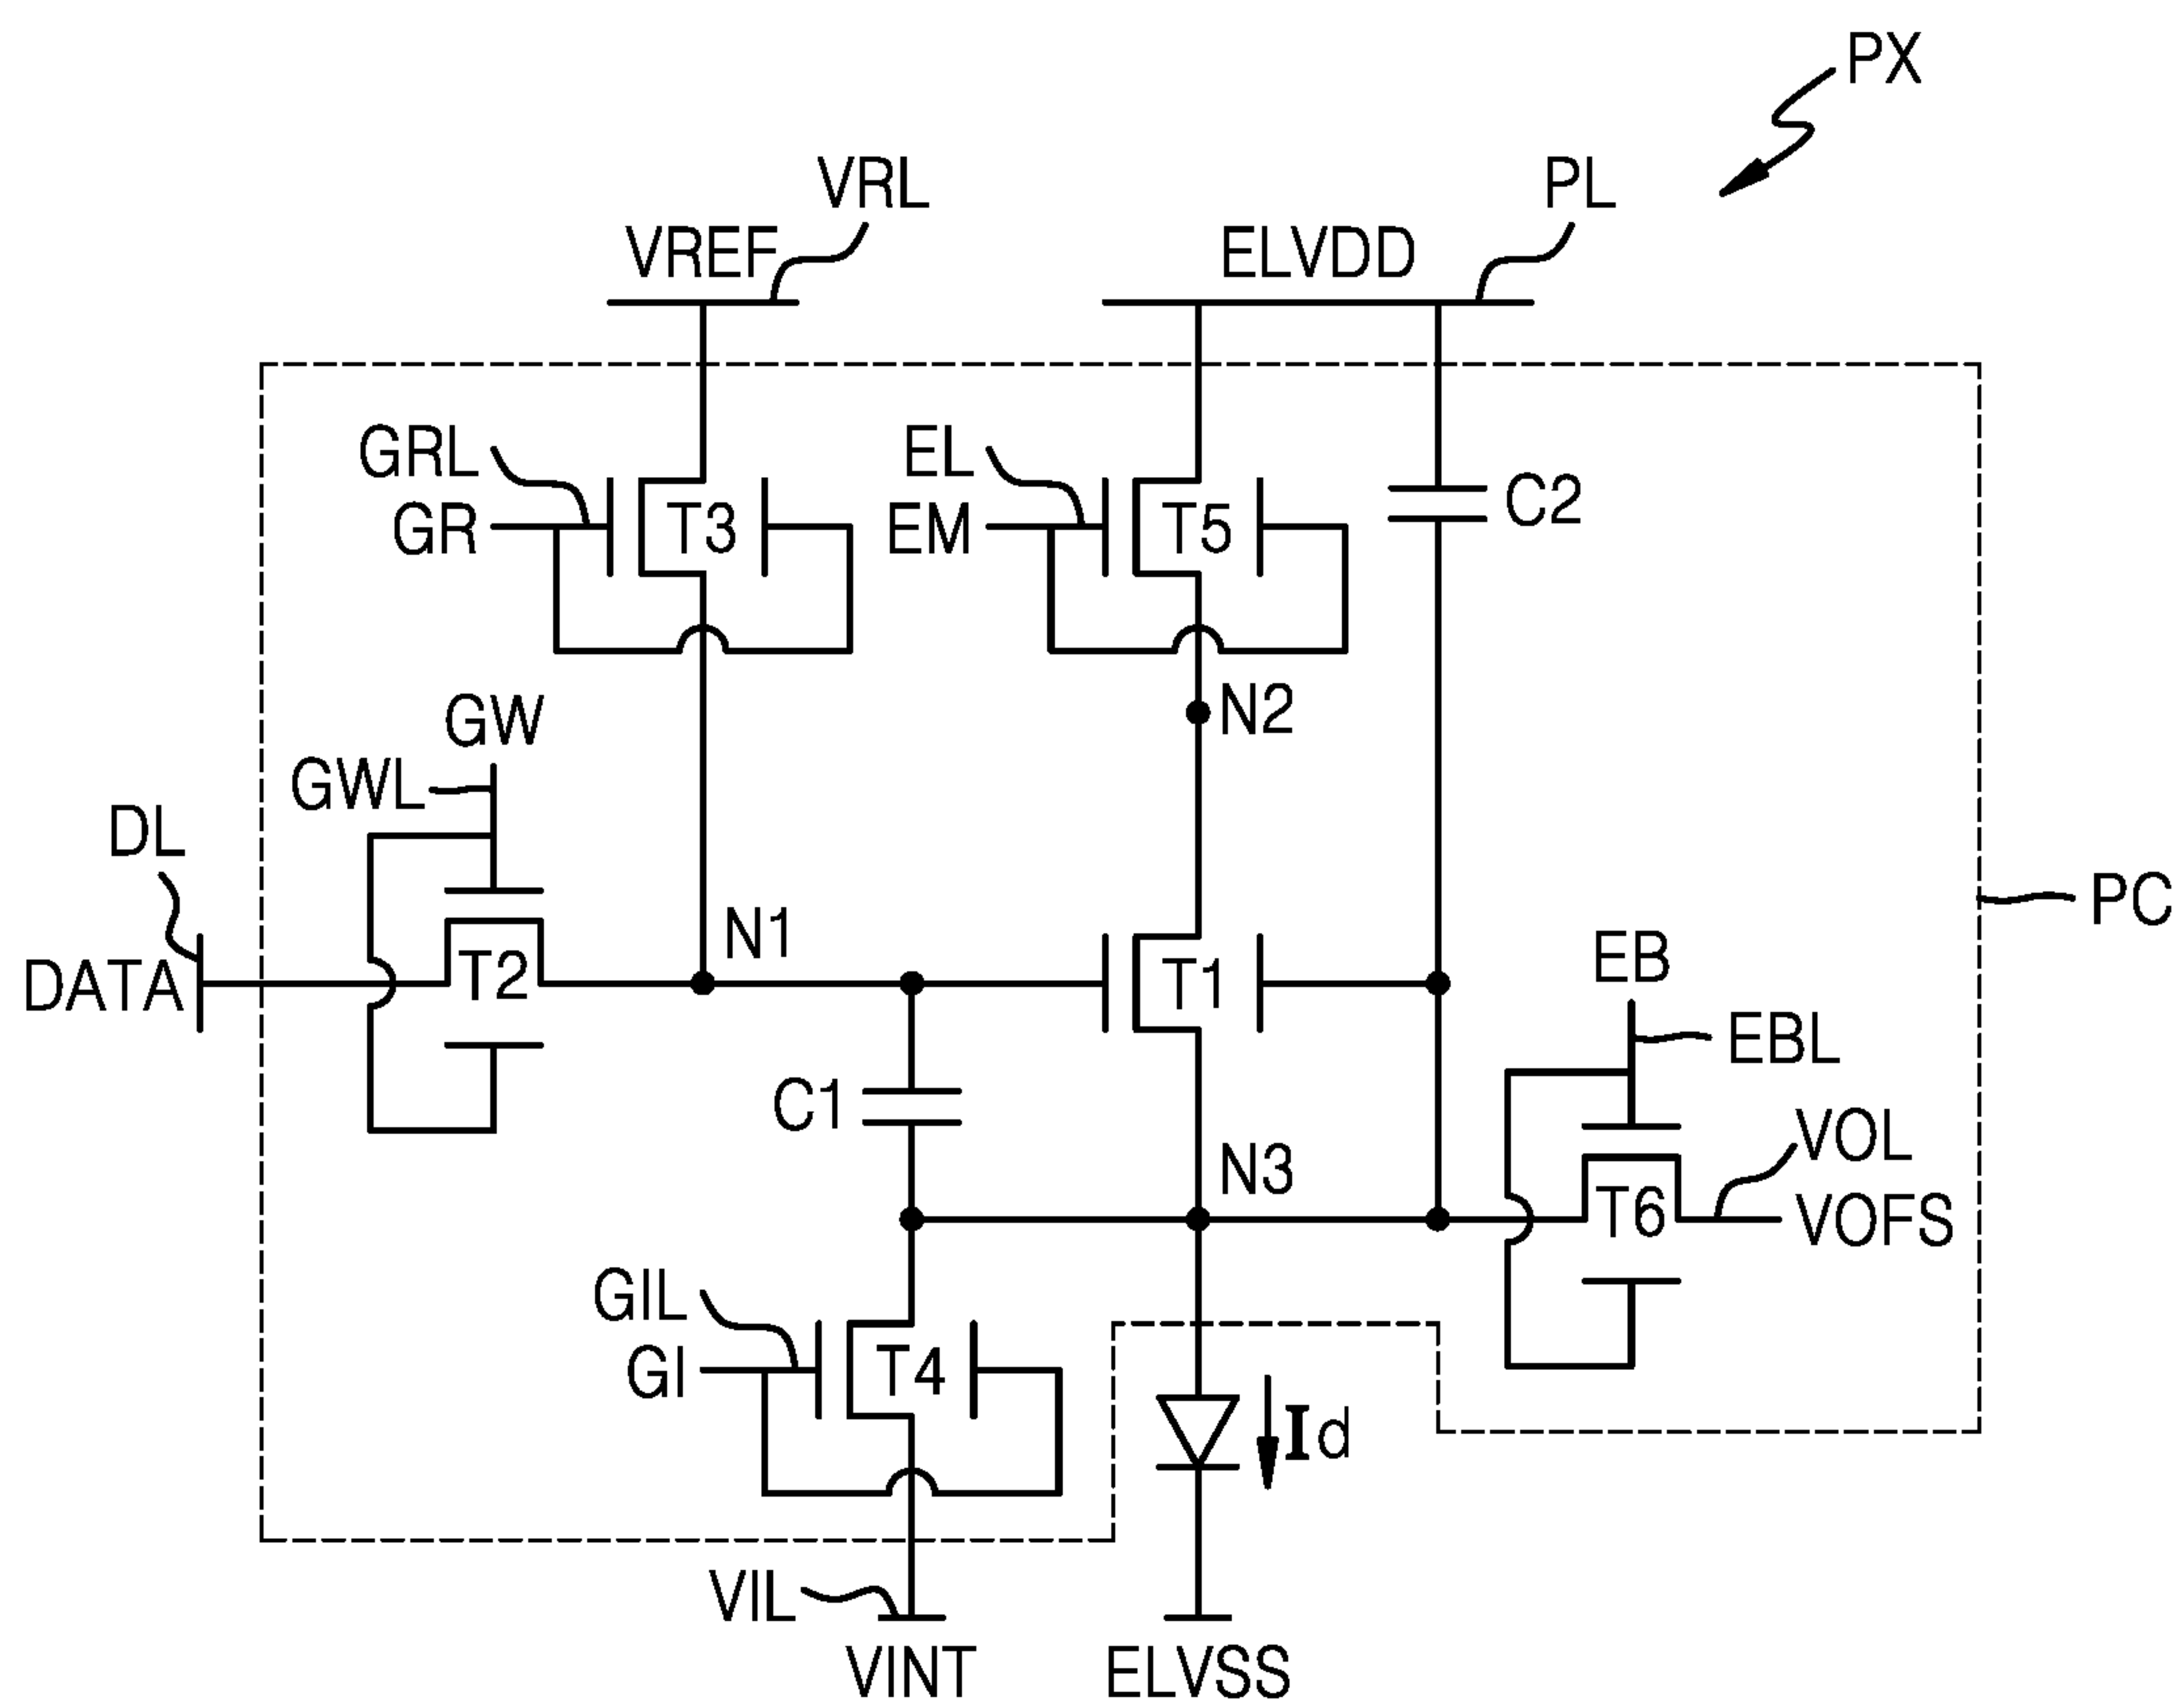 PX
VRL
PL
VREF
ELVDD
GRL
EL
T3
T5
C2
GR
EM
GW
N2
GWL
DL
PC
N1
EB
T2
T1
DATA
EBL
C1
VOL
N3
T6
VOFS
GIL
GI
T4
Id
VIL
VINT
ELVSS